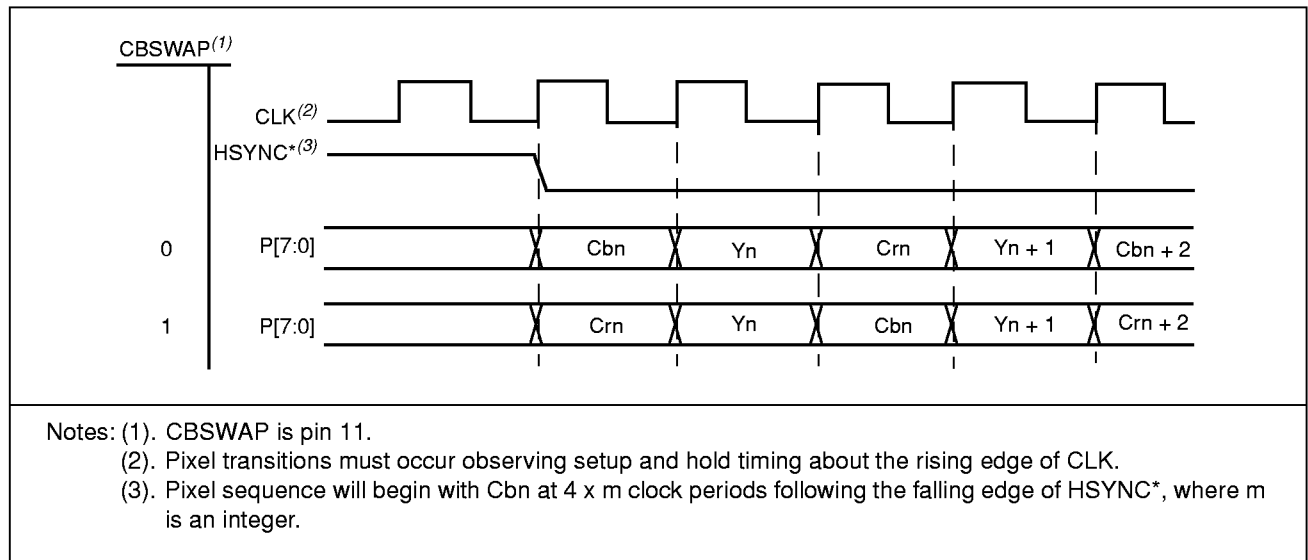 CBSWAP(1)
CLK(2)
HSYNC*(3)
0 P[7:0] Cbn Yn Crn Yn + 1 Cbn + 2
1 P[7:0] Crn Yn Cbn Yn + 1 Crn + 2
Notes: (1). CBSWAP is pin 11.
(2). Pixel transitions must occur observing setup and hold timing about the rising edge of CLK.
(3). Pixel sequence will begin with Cbn at 4 x m clock periods following the falling edge of HSYNC*, where m
is an integer.